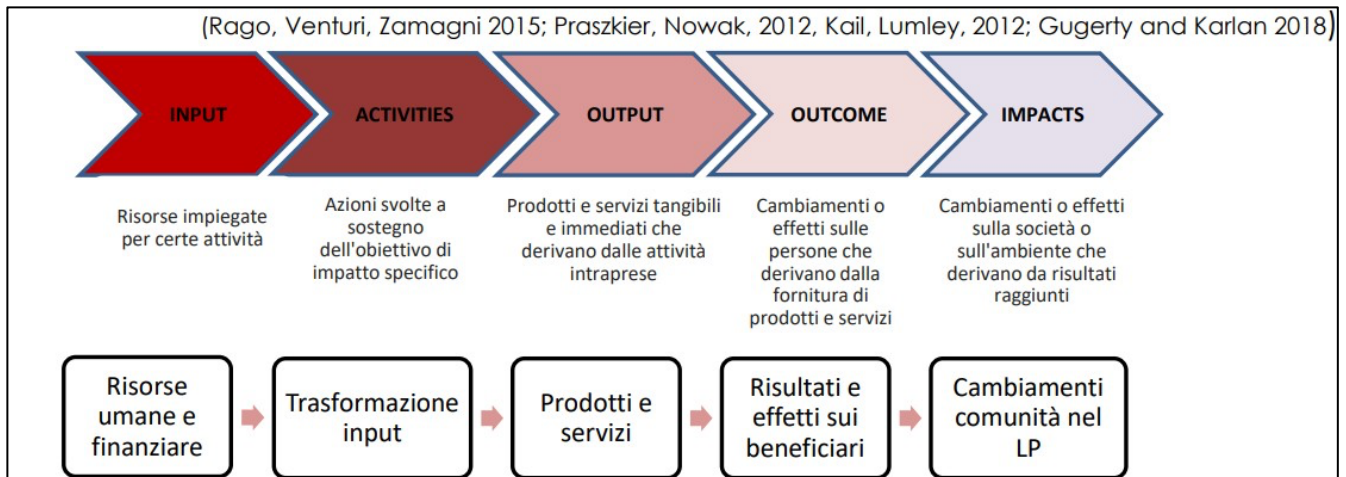 (Rago, Venturi, Zamagni 2015; Praszkier, Nowak, 2012, Kail, Lumley, 2012; Gugerty and Karlan 2018)
INPUT
ACTIVITIES
OUTPUT
OUTCOME
IMPACTS
Risorse impiegate
per certe attività
Azioni svolte a
sostegno
dell'obiettivo di
impatto specifico
Prodotti e servizi tangibili
e immediati che
derivano dalle attività
intraprese
Cambiamenti o
effetti sulle
persone che
derivano dalla
fornitura di
prodotti e servizi
Cambiamenti o effetti
sulla società o
sull'ambiente che
derivano da risultati
raggiunti
Risorse
umane e
finanziare
Trasformazione
input
Prodotti e
servizi
Risultati e
effetti sui
beneficiari
Cambiamenti
comunità nel
LP